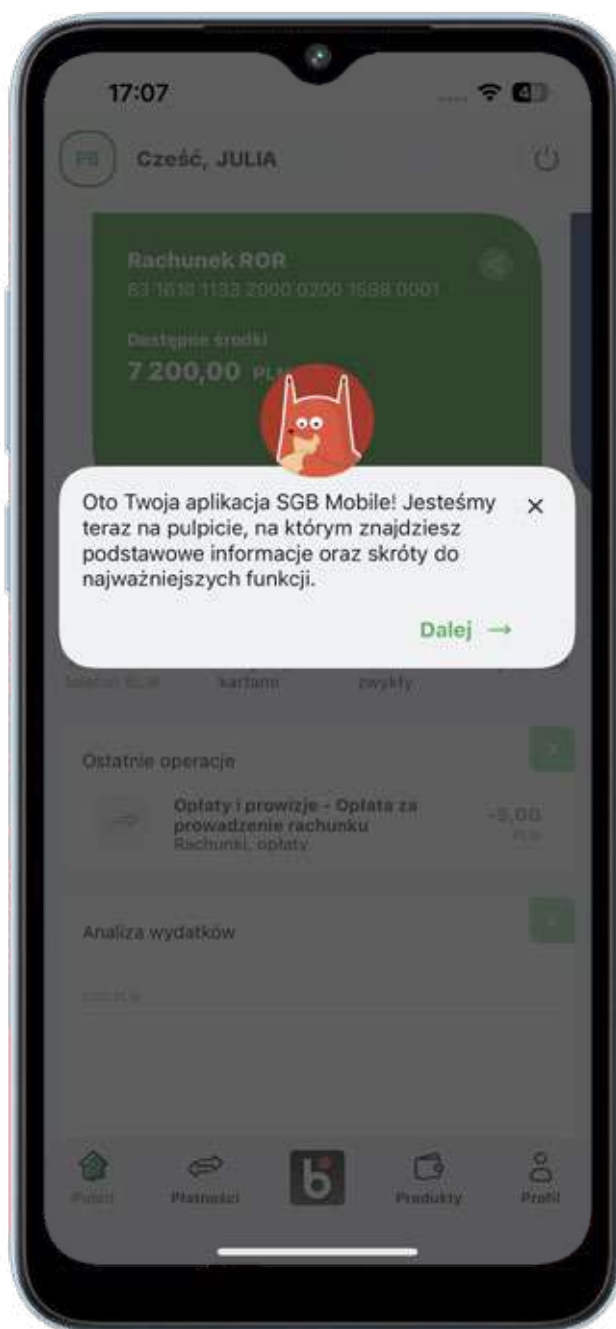 17:07
PB
Cześć, JULIA
Rachunek ROR
63 1610 1133 2000 0200 1598 0001
Dostępne środki
7 200,00 PLN
Oto Twoja aplikacja SGB Mobile! Jesteśmy
teraz na pulpicie, na którym znajdziesz
podstawowe informacje oraz skróty do
najważniejszych funkcji.
Dalej →
telefon BLIK
kartami
zwykły
Ostatnie operacje
Opłaty i prowizje - Opłata za
prowadzenie rachunku
Rachunki, opłaty
-5,00
PLN
Analiza wydatków
Pulpit
Płatności
Produkty
Profil